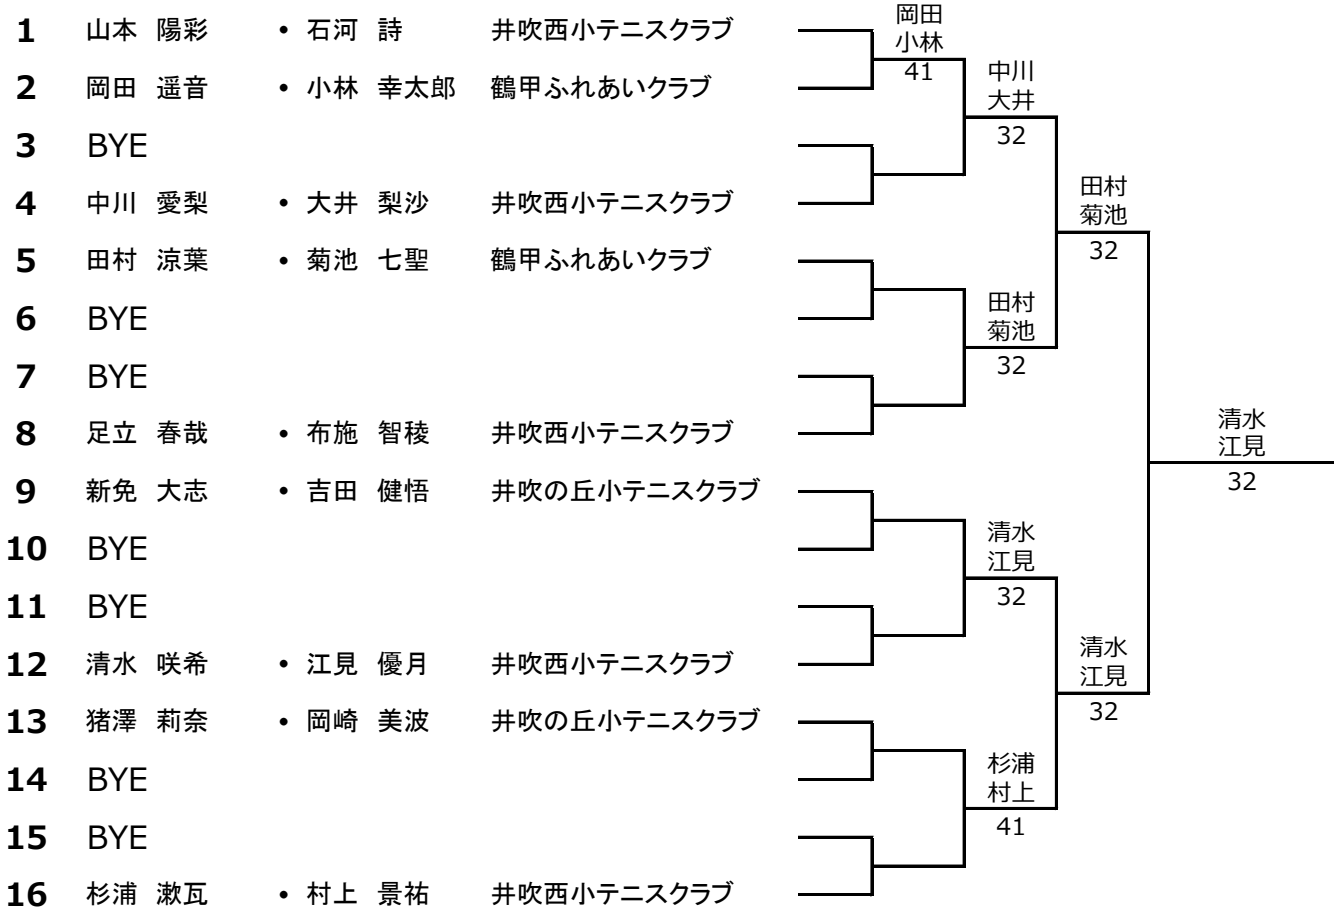 1 山本 陽彩 • 石河 詩 井吹西小テニスクラブ
2 岡田 遥音 • 小林 幸太郎 鶴甲ふれあいクラブ
3 BYE
4 中川 愛梨 • 大井 梨沙 井吹西小テニスクラブ
5 田村 涼葉 • 菊池 七聖 鶴甲ふれあいクラブ
6 BYE
7 BYE
8 足立 春哉 • 布施 智稜 井吹西小テニスクラブ
9 新免 大志 • 吉田 健悟 井吹の丘小テニスクラブ
10 BYE
11 BYE
12 清水 咲希 • 江見 優月 井吹西小テニスクラブ
13 猪澤 莉奈 • 岡崎 美波 井吹の丘小テニスクラブ
14 BYE
15 BYE
16 杉浦 漱瓦 • 村上 景祐 井吹西小テニスクラブ
岡田
小林
41
中川
大井
32
田村
菊池
32
清水
江見
32
杉浦
村上
41
田村
菊池
32
清水
江見
32
清水
江見
32